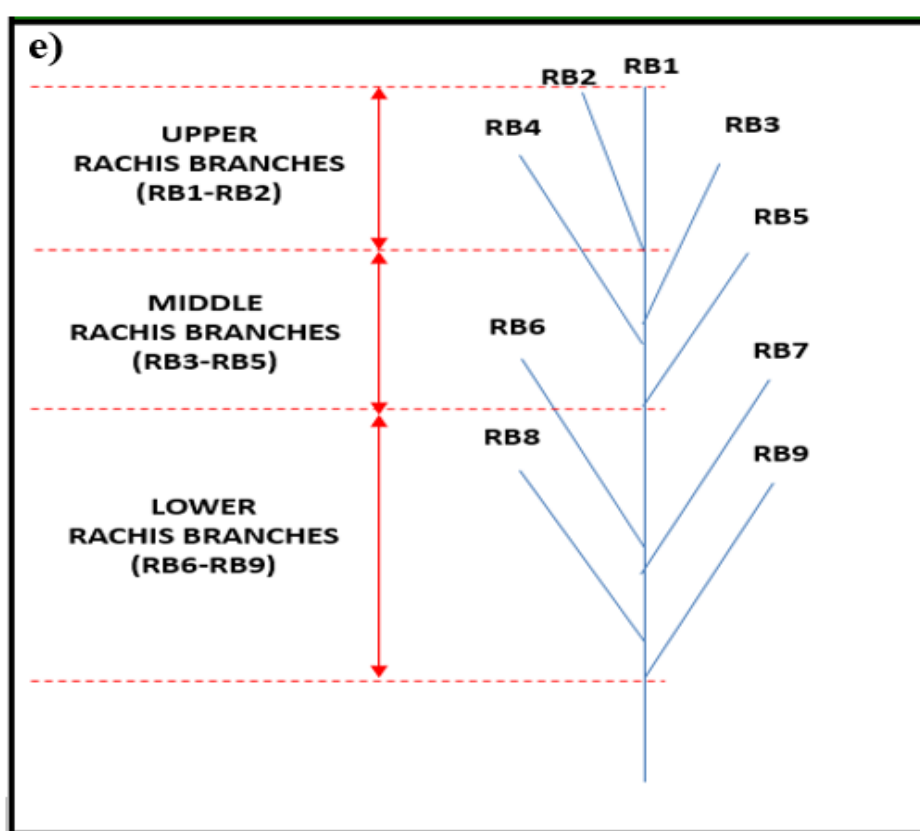 e)
RB1
RB2
RB4
RB3
UPPER
RACHIS BRANCHES
(RB1-RB2)
RB5
MIDDLE
RACHIS BRANCHES
(RB3-RB5)
RB6
RB7
RB8
RB9
LOWER
RACHIS BRANCHES
(RB6-RB9)